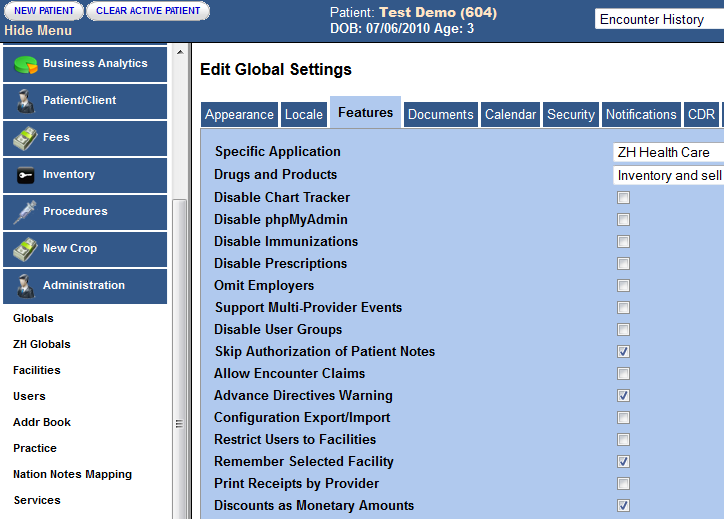 NEW PATIENT CLEAR ACTIVE PATIENT
Hide Menu
Patient: Test Demo (604)
DOB: 07/06/2010 Age: 3
Encounter History
Business Analytics
Patient/Client
Fees
Inventory
Procedures
New Crop
Administration
Globals
ZH Globals
Facilities
Users
Addr Book
Practice
Nation Notes Mapping
Services
Edit Global Settings
Appearance Locale Features Documents Calendar Security Notifications CDR
Specific Application ZH Health Care
Drugs and Products Inventory and sell
Disable Chart Tracker
Disable phpMyAdmin
Disable Immunizations
Disable Prescriptions
Omit Employers
Support Multi-Provider Events
Disable User Groups
Skip Authorization of Patient Notes
Allow Encounter Claims
Advance Directives Warning
Configuration Export/Import
Restrict Users to Facilities
Remember Selected Facility
Print Receipts by Provider
Discounts as Monetary Amounts